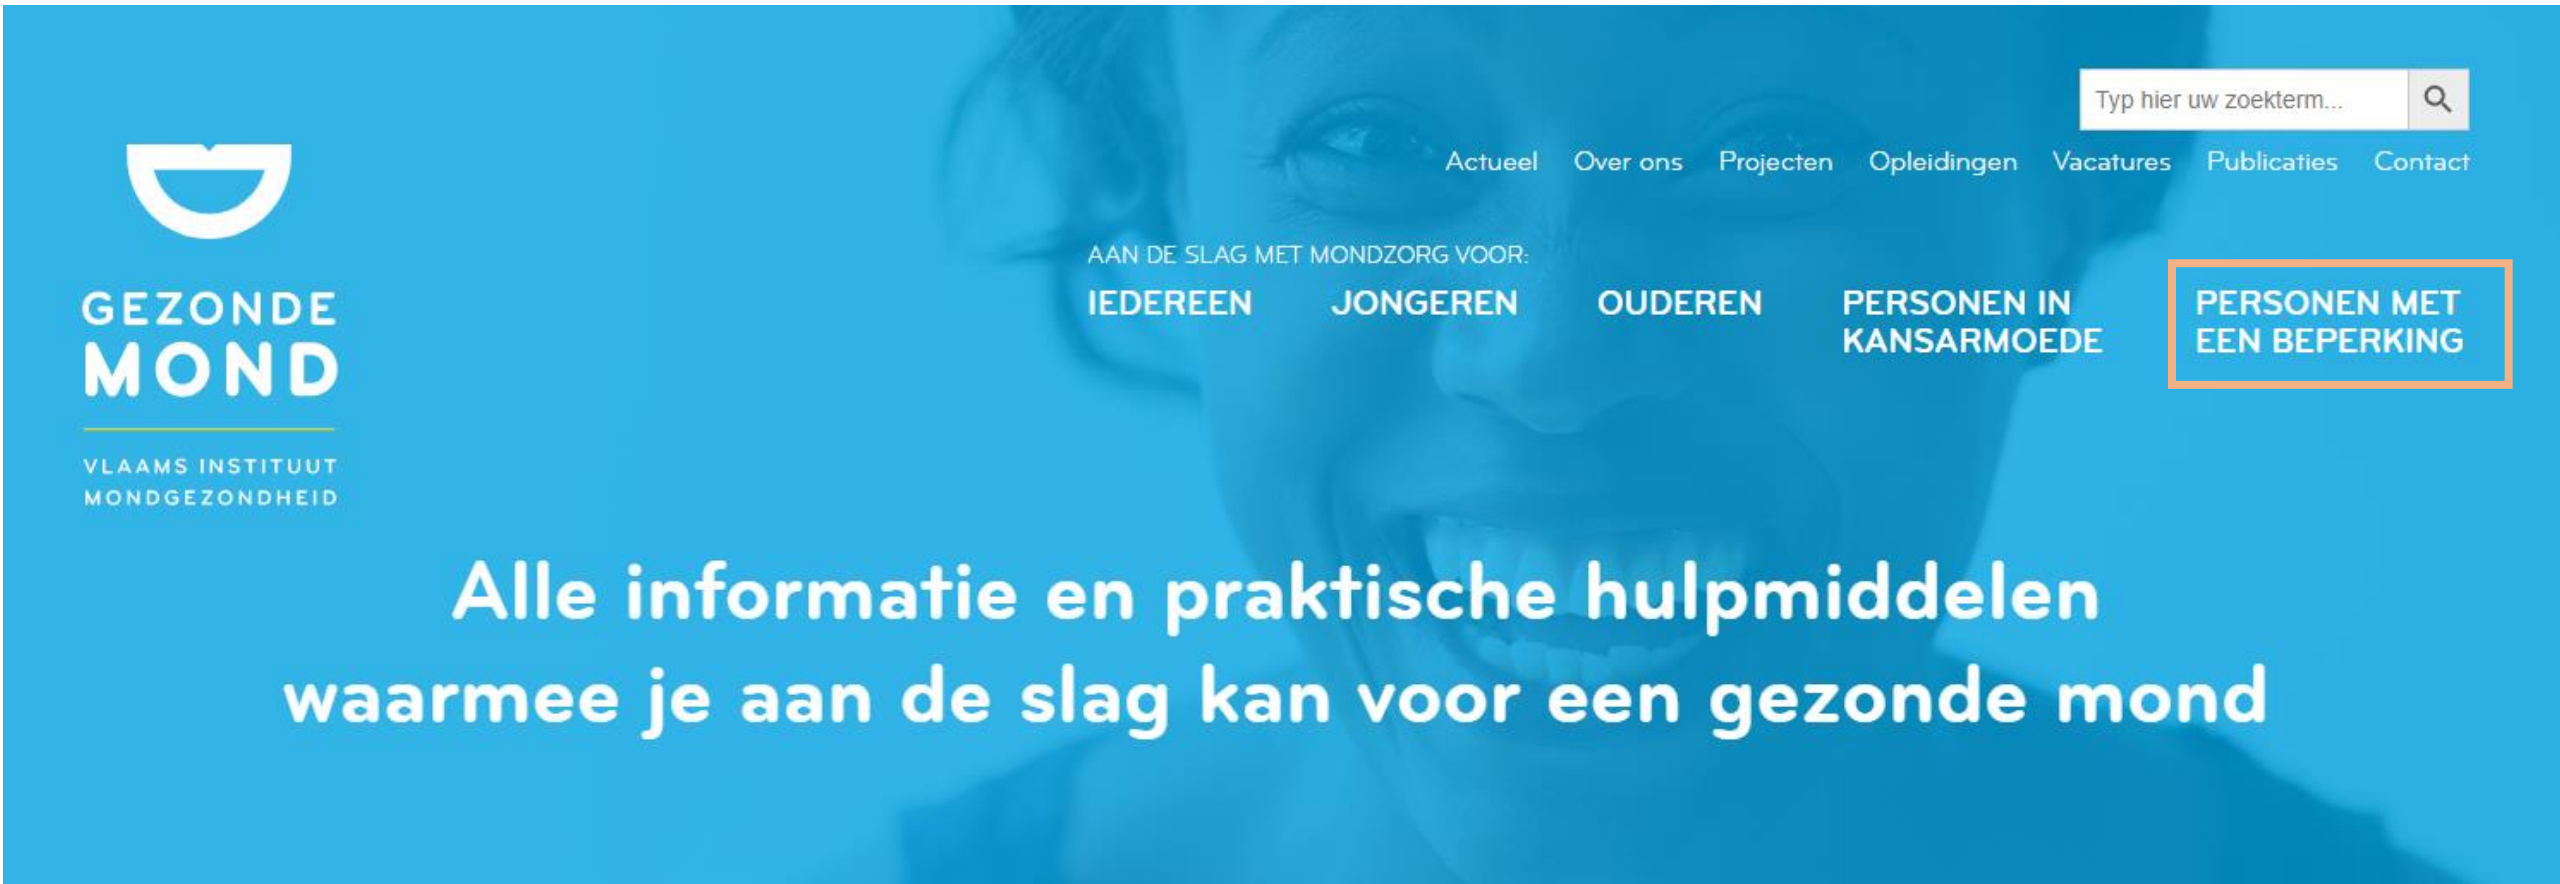 Typ hier uw zoekterm...
Actueel Over ons Projecten Opleidingen Vacatures Publicaties Contact
AAN DE SLAG MET MONDZORG VOOR:
IEDEREEN JONGEREN OUDEREN PERSONEN IN PERSONEN MET
KANSARMOEDE EEN BEPERKING
GEZONDE
MOND
VLAAMS INSTITUUT
MONDGEZONDHEID
Alle informatie en praktische hulpmiddelen
waarmee je aan de slag kan voor een gezonde mond